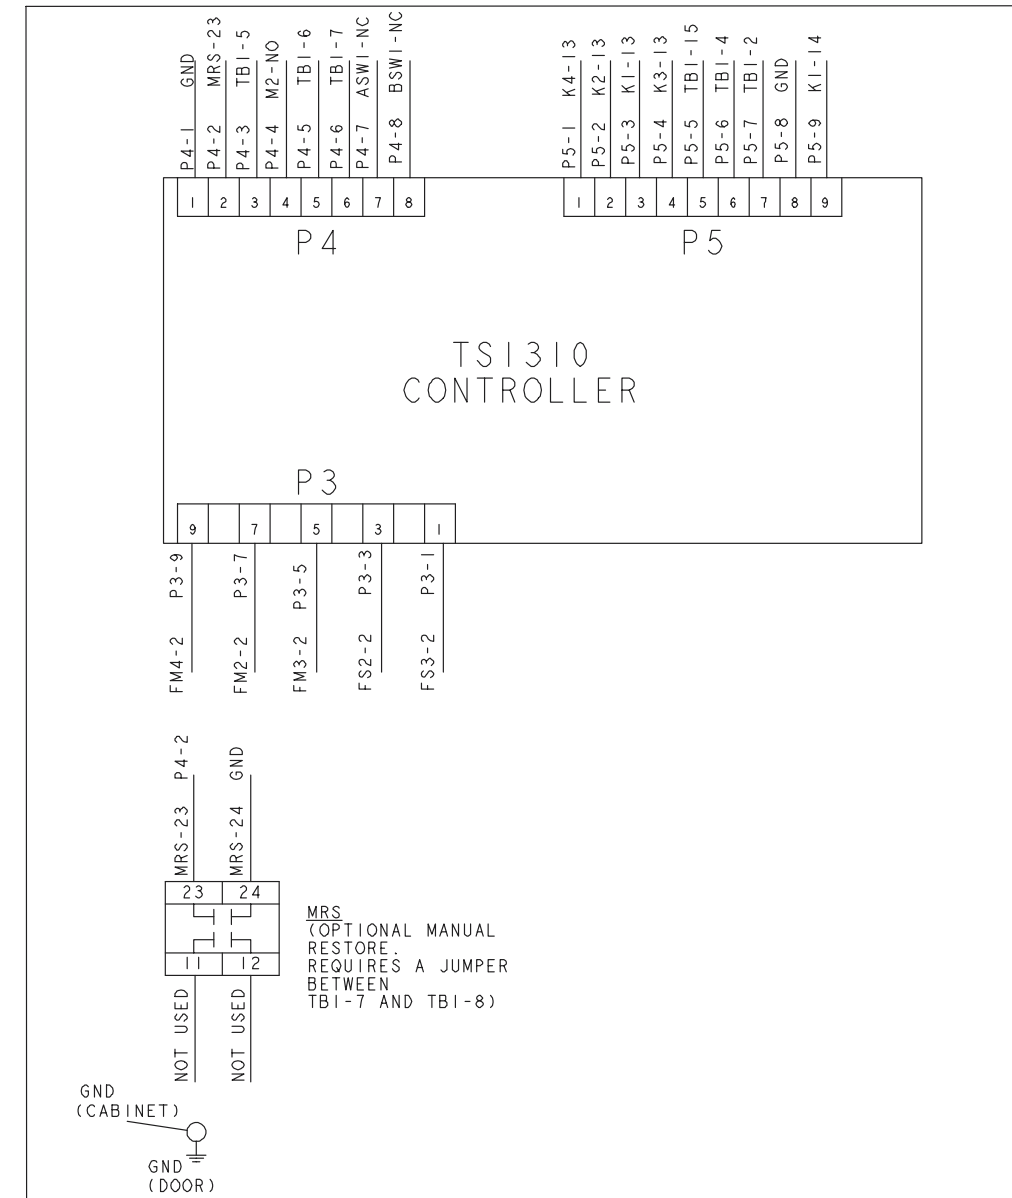 P4-1 GND
P4-2 MRS-23
P4-3 TB1-5
P4-4 M2-NO
P4-5 TB1-6
P4-6 TB1-7
P4-7 ASW1-NC
P4-8 BSW1-NC
P5-1 K4-13
P5-2 K2-13
P5-3 K1-13
P5-4 K3-13
P5-5 TB1-15
P5-6 TB1-4
P5-7 TB1-2
P5-8 GND
P5-9 K1-14
1 2 3 4 5 6 7 8
1 2 3 4 5 6 7 8 9
P4
P5
TS1310
CONTROLLER
P3
9 7 5 3 1
FM4-2 P3-9
FM2-2 P3-7
FM3-2 P3-5
FS2-2 P3-3
FS3-2 P3-1
MRS-23 P4-2
MRS-24 GND
23 24
11 12
MRS
(OPTIONAL MANUAL
RESTORE.
REQUIRES A JUMPER
BETWEEN
TB1-7 AND TB1-8)
NOT USED
NOT USED
GND
(CABINET)
GND
(DOOR)